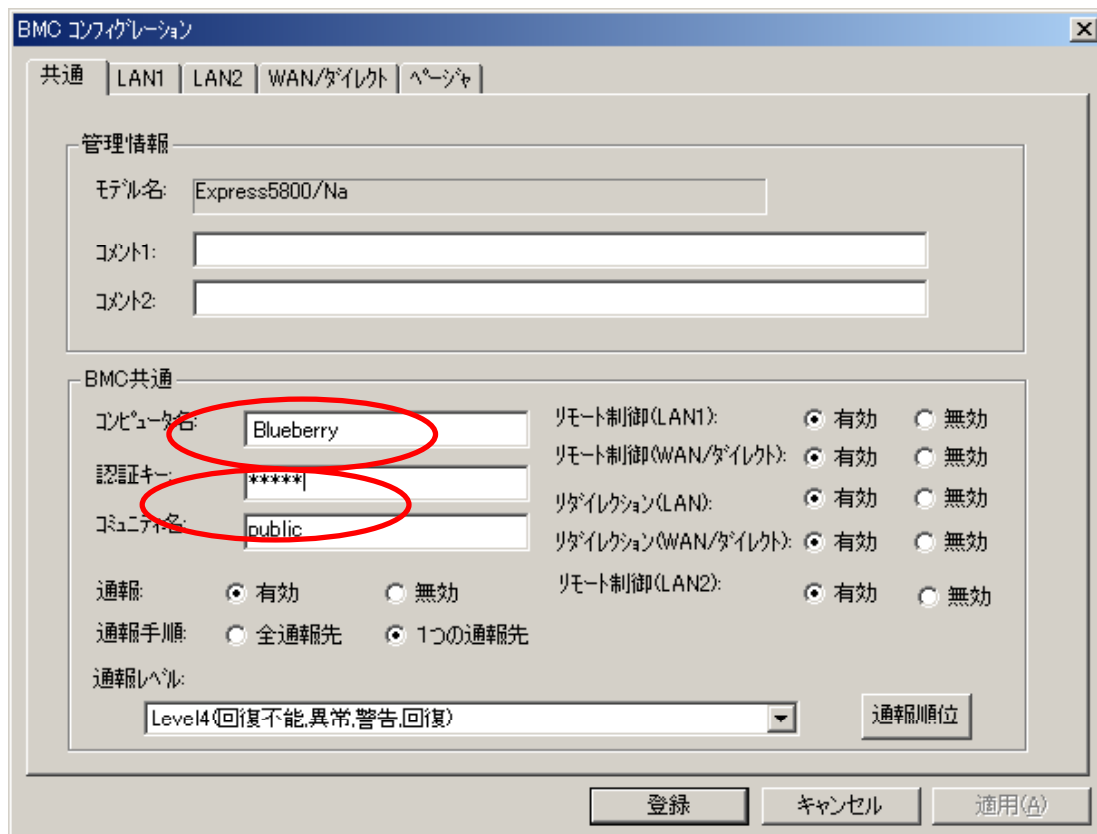 BMC コンフィグレーション
共通 LAN1 LAN2 WAN/ダイレクト ページャ
管理情報
モデル名: Express5800/Na
コメント1:
コメント2:
BMC共通
コンピュータ名: Blueberry
認証キー: *****
コミュニティ名: public
リモート制御(LAN1): 有効 無効
リモート制御(WAN/ダイレクト): 有効 無効
リダイレクション(LAN): 有効 無効
リダイレクション(WAN/ダイレクト): 有効 無効
リモート制御(LAN2): 有効 無効
通報: 有効 無効
通報手順: 全通報先 1つの通報先
通報レベル:
Level4(回復不能,異常,警告,回復) 通報順位
登録 キャンセル 適用(A)